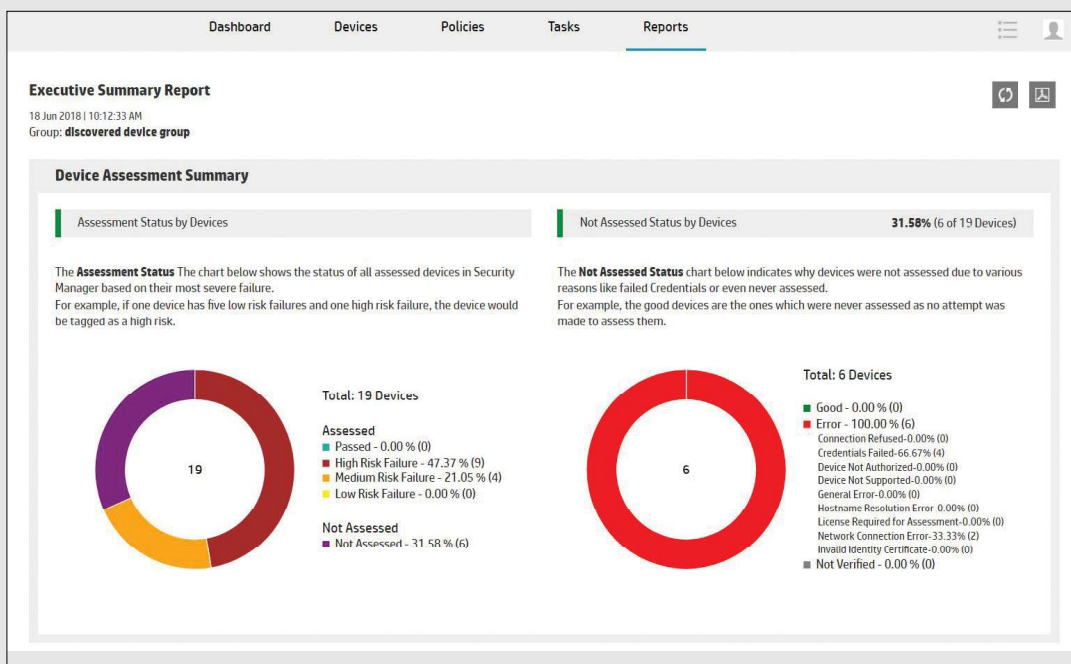 Dashboard Devices Policies Tasks Reports
Executive Summary Report
18 Jun 2018 | 10:12:33 AM
Group: discovered device group
Device Assessment Summary
Assessment Status by Devices
The Assessment Status The chart below shows the status of all assessed devices in Security
Manager based on their most severe failure.
For example, if one device has five low risk failures and one high risk failure, the device would
be tagged as a high risk.
19
Total: 19 Devices
Assessed
Passed - 0.00 % (0)
High Risk Failure - 47.37 % (9)
Medium Risk Failure - 21.05 % (4)
Low Risk Failure - 0.00 % (0)
Not Assessed
Not Assessed - 31.58 % (6)
Not Assessed Status by Devices 31.58% (6 of 19 Devices)
The Not Assessed Status chart below indicates why devices were not assessed due to various
reasons like failed Credentials or even never assessed.
For example, the good devices are the ones which were never assessed as no attempt was
made to assess them.
6
Total: 6 Devices
Good - 0.00 % (0)
Error - 100.00 % (6)
Connection Refused-0.00% (0)
Credentials Failed-66.67% (4)
Device Not Authorized-0.00% (0)
Device Not Supported-0.00% (0)
General Error-0.00% (0)
Hostname Resolution Error-0.00% (0)
License Required for Assessment-0.00% (0)
Network Connection Error-33.33% (2)
Invalid Identity Certificate-0.00% (0)
Not Verified - 0.00 % (0)